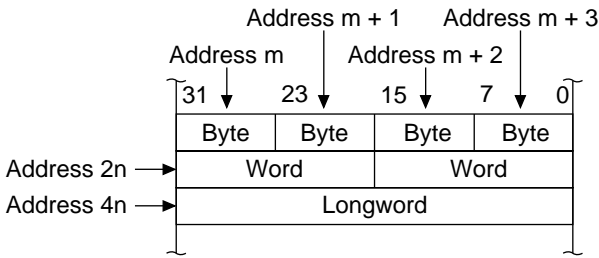 Address m + 1 Address m + 3
Address m Address m + 2
31 23 15 7 0
Byte Byte Byte Byte
Address 2n Word Word
Address 4n Longword